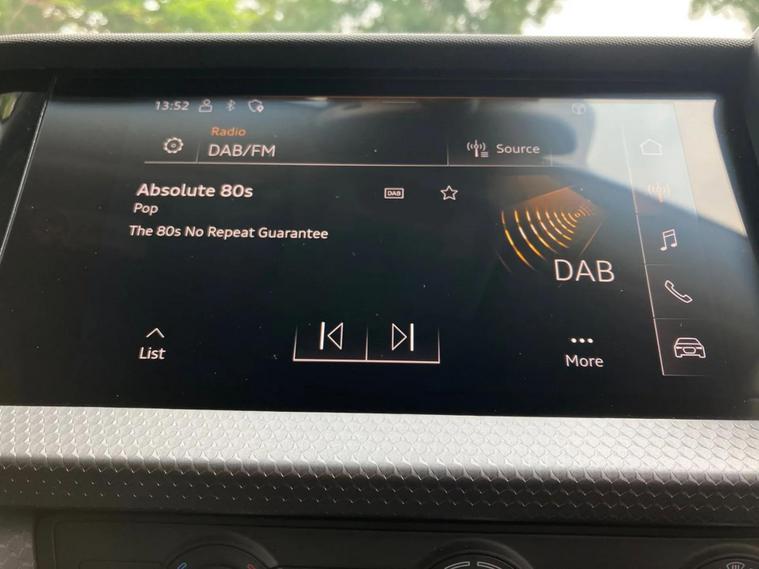 13:52
Radio
DAB/FM
Source
Absolute 80s
DAB
Pop
The 80s No Repeat Guarantee
DAB
List
More